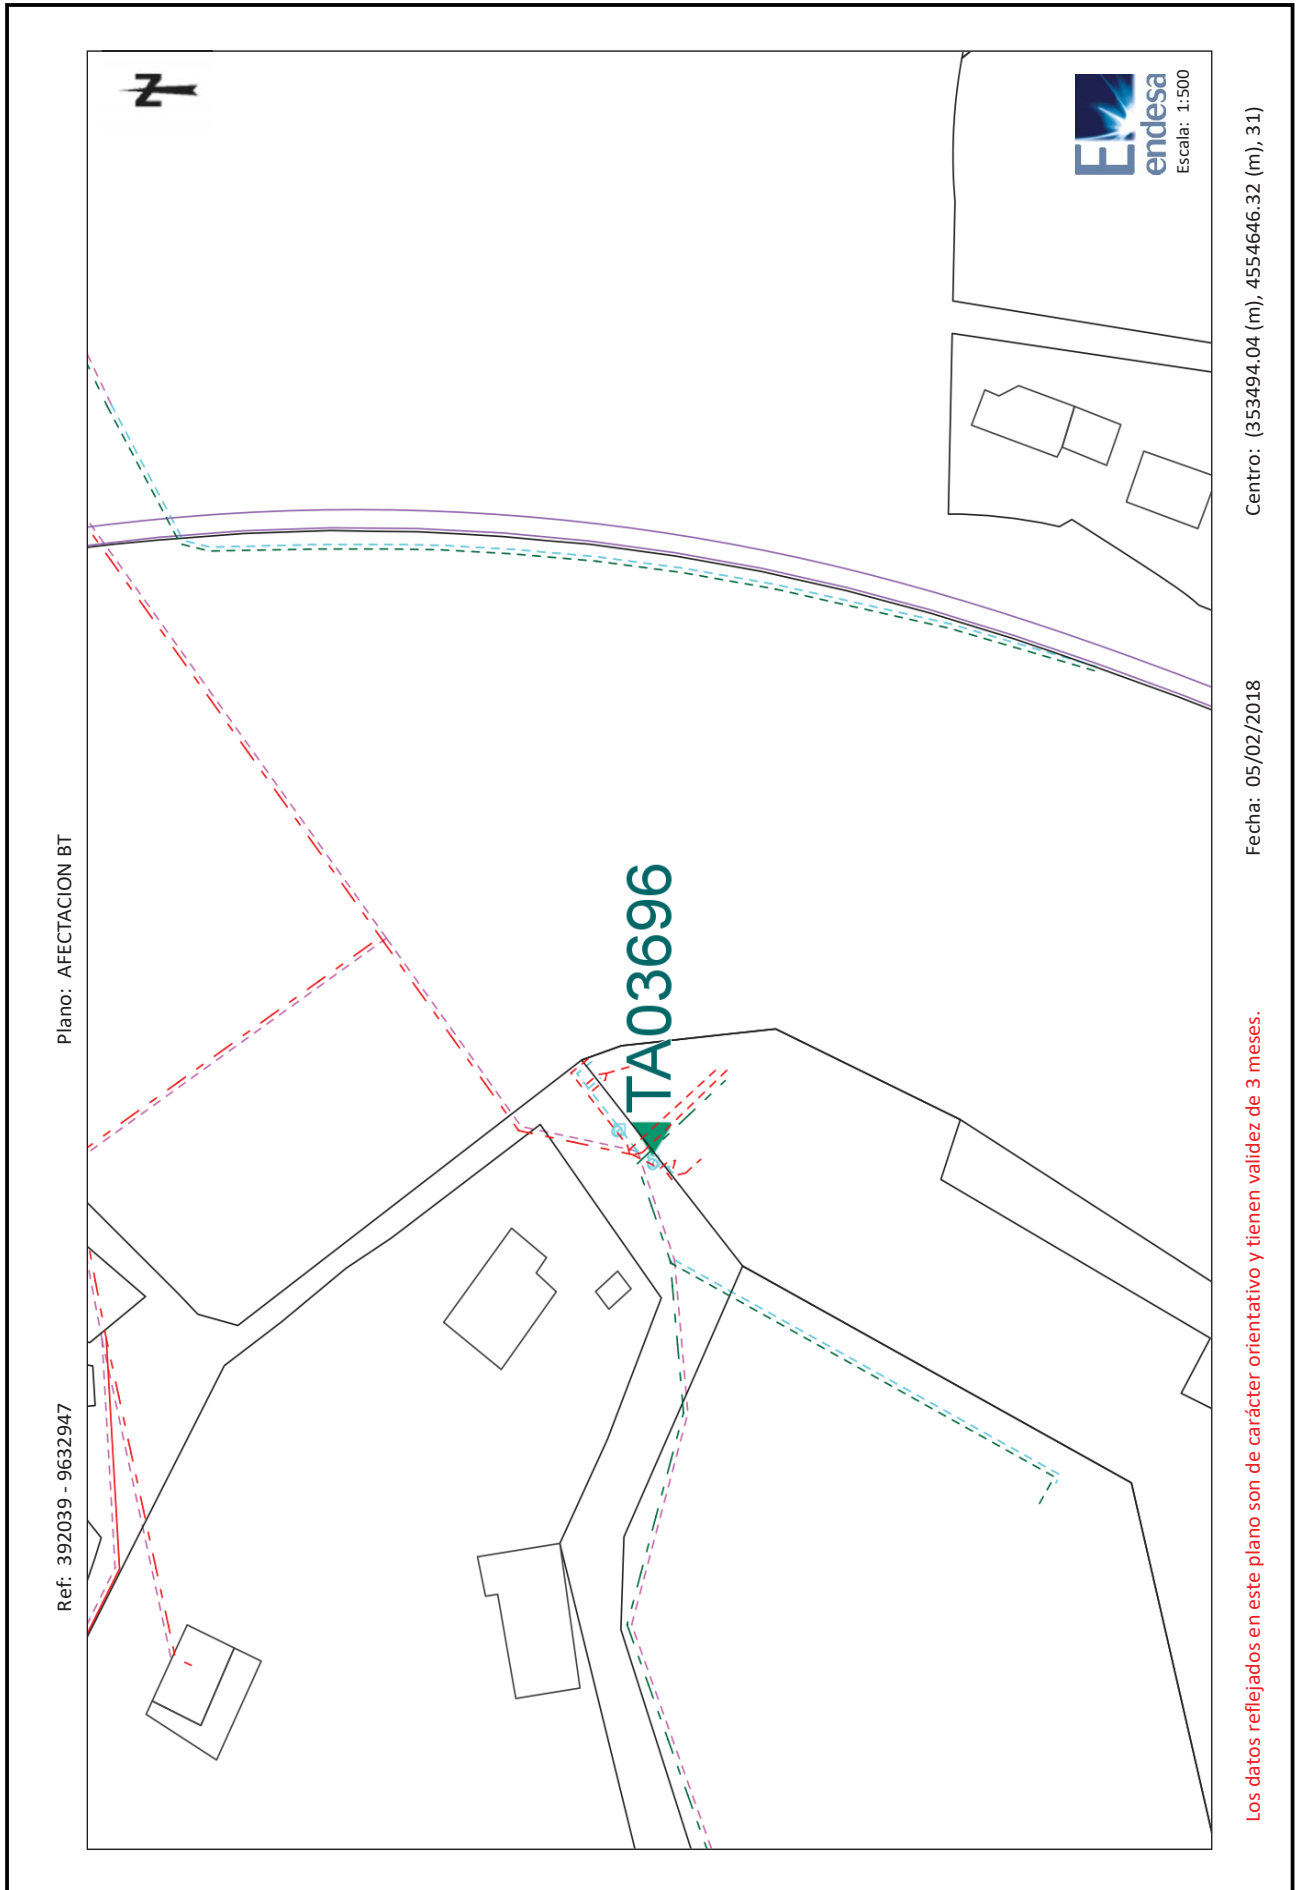 Ref: 392039 - 9632947
Plano: AFECTACION BT
N
TA03696
endesa
Escala: 1:500
Los datos reflejados en este plano son de carácter orientativo y tienen validez de 3 meses.
Fecha: 05/02/2018
Centro: (353494.04 (m), 4554646.32 (m), 31)